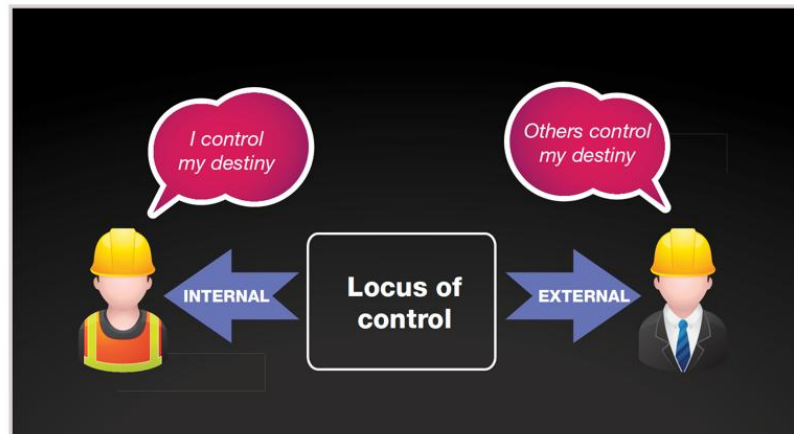 I control
my destiny
Others control
my destiny
INTERNAL
Locus of
control
EXTERNAL